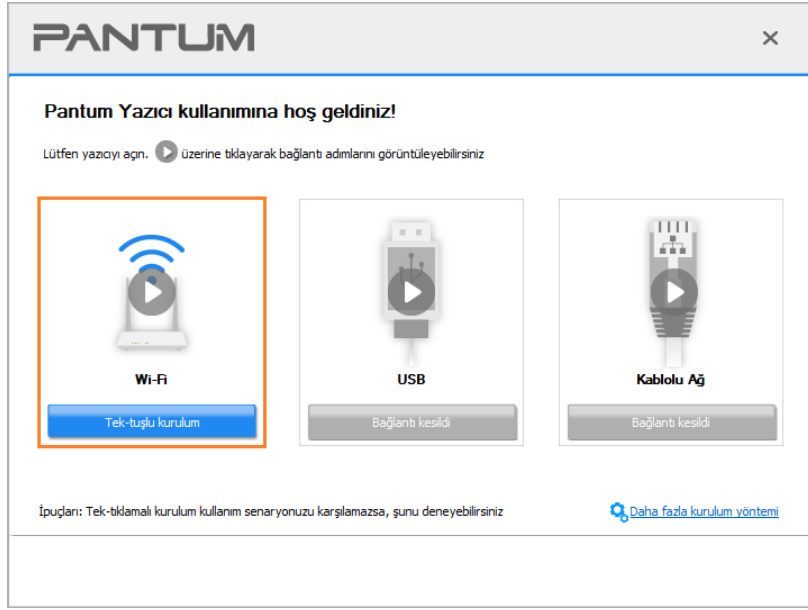 PANTUM
Pantum Yazıcı kullanımına hoş geldiniz!
Lütfen yazıcıyı açın. üzerine tıklayarak bağlantı adımlarını görüntüleyebilirsiniz
Wi-Fi
USB
Kablolu Ağ
Tek-tuşlu kurulum
Bağlantı kesildi
Bağlantı kesildi
İpuçları: Tek-tıklamalı kurulum kullanım senaryonuzu karşılamazsa, şunu deneyebilirsiniz
Daha fazla kurulum yöntemi